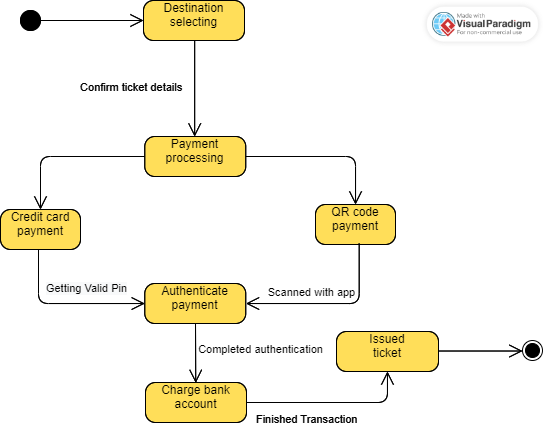 Destination
selecting
Made with
Visual Paradigm
For non-commercial use
Confirm ticket details
Payment
processing
Credit card
payment
QR code
payment
Getting Valid Pin
Authenticate
payment
Scanned with app
Completed authentication
Issued
ticket
Charge bank
account
Finished Transaction